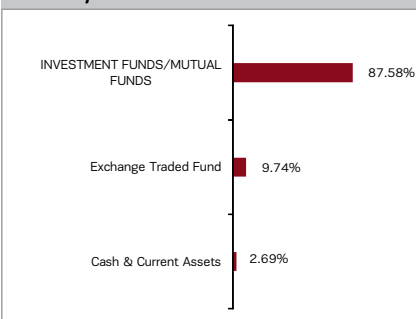 INVESTMENT FUNDS/MUTUAL
FUNDS
87.58%
Exchange Traded Fund
9.74%
Cash & Current Assets
2.69%